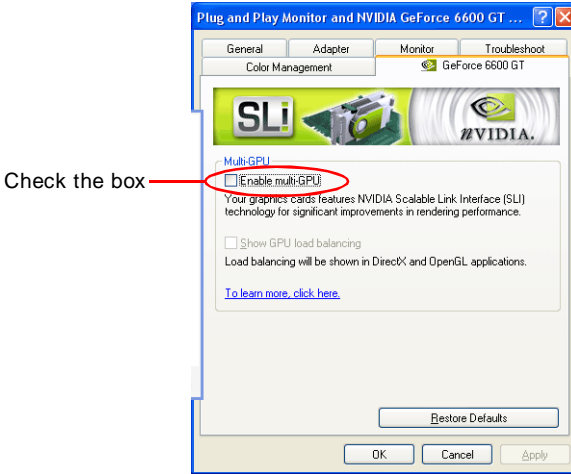 Plug and Play Monitor and NVIDIA GeForce 6600 GT ...
General Adapter Monitor Troubleshoot
Color Management GeForce 6600 GT
SLi
nVIDIA.
Multi-GPU
Check the box
Enable multi-GPU
Your graphics cards features NVIDIA Scalable Link Interface (SLI)
technology for significant improvements in rendering performance.
Show GPU load balancing
Load balancing will be shown in DirectX and OpenGL applications.
To learn more, click here.
Restore Defaults
OK Cancel Apply